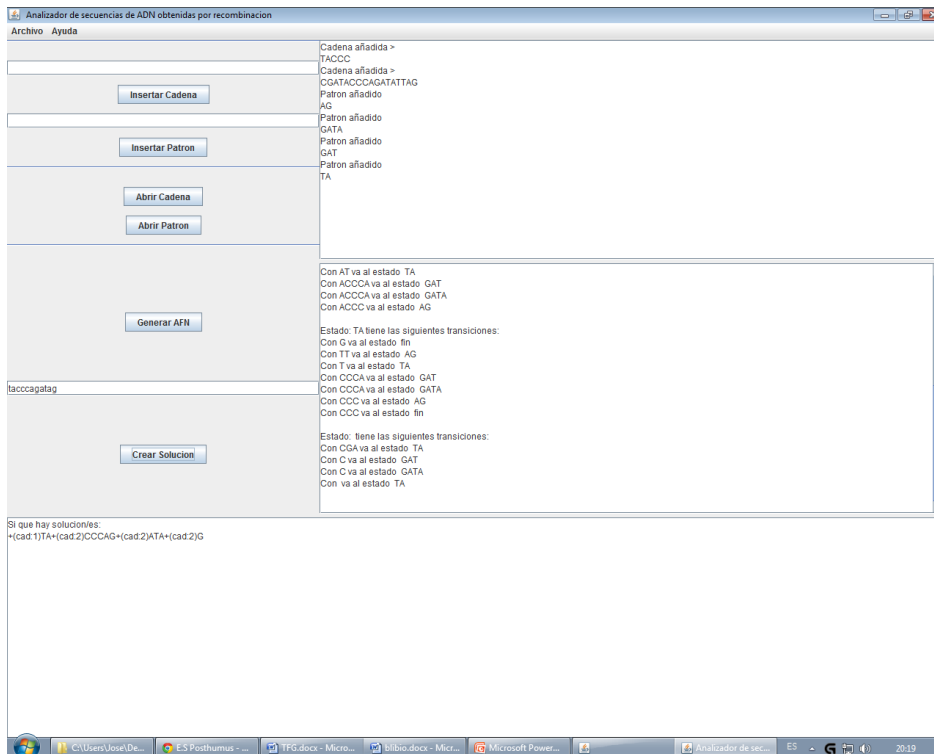 Analizador de secuencias de ADN obtenidas por recombinacion
Archivo Ayuda
Insertar Cadena
Insertar Patron
Abrir Cadena
Abrir Patron
Generar AFN
tacccagatag
Crear Solucion
Cadena añadida >
TACCC
Cadena añadida >
CGATACCCAGATATTAG
Patron añadido
AG
Patron añadido
GATA
Patron añadido
GAT
Patron añadido
TA
Con AT va al estado TA
Con ACCCA va al estado GAT
Con ACCCA va al estado GATA
Con ACCC va al estado AG
Estado: TA tiene las siguientes transiciones:
Con G va al estado fin
Con TT va al estado AG
Con T va al estado TA
Con CCCA va al estado GAT
Con CCCA va al estado GATA
Con CCC va al estado AG
Con CCC va al estado fin
Estado: tiene las siguientes transiciones:
Con CGA va al estado TA
Con C va al estado GAT
Con C va al estado GATA
Con va al estado TA
Si que hay solucion/es:
+(cad:1)TA+(cad:2)CCCAG+(cad:2)ATA+(cad:2)G
C:\Users\Jose\De... E.S Posthumus - ... TFG.docx - Micro... blibio.docx - Micr... Microsoft Power... Analizador de sec... ES 20:19